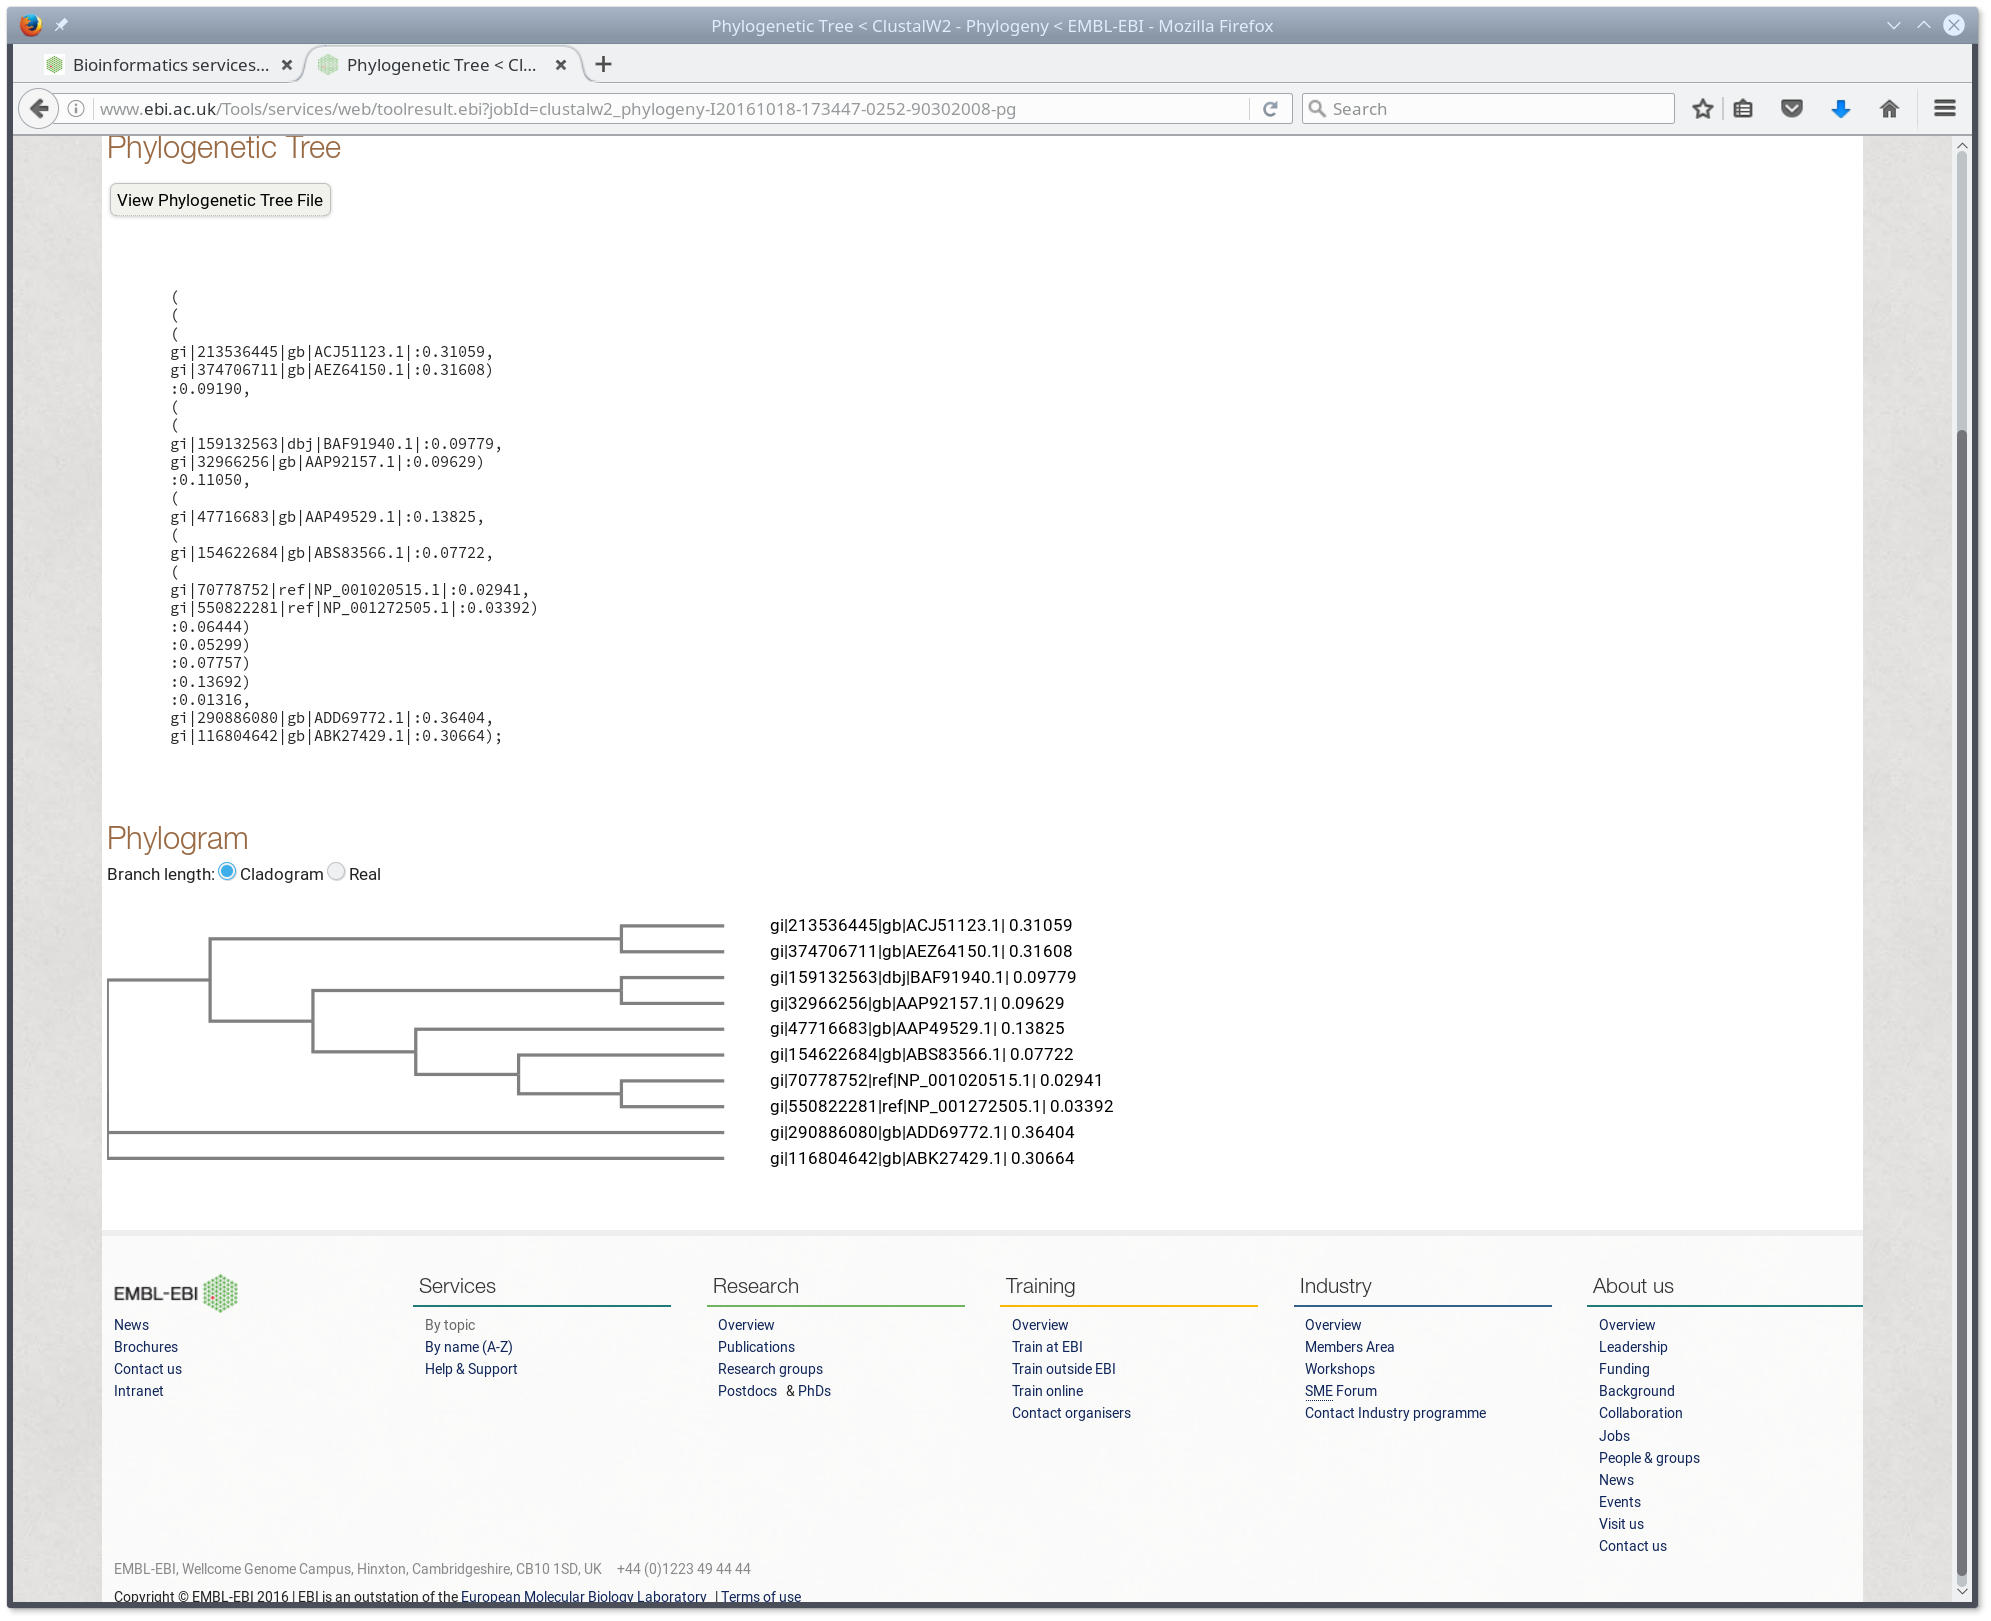 Phylogenetic Tree < ClustalW2 - Phylogeny < EMBL-EBI - Mozilla Firefox
Bioinformatics services...
Phylogenetic Tree < Cl...
www.ebi.ac.uk/Tools/services/web/toolresult.ebi?jobId=clustalw2_phylogeny-I20161018-173447-0252-90302008-pg
Search
Phylogenetic Tree
View Phylogenetic Tree File
(
(
(
gi|213536445|gb|ACJ51123.1|:0.31059,
gi|374706711|gb|AEZ64150.1|:0.31608)
:0.09190,
(
(
gi|159132563|dbj|BAF91940.1|:0.09779,
gi|32966256|gb|AAP92157.1|:0.09629)
:0.11050,
(
gi|47716683|gb|AAP49529.1|:0.13825,
(
gi|154622684|gb|ABS83566.1|:0.07722,
(
gi|70778752|ref|NP_001020515.1|:0.02941,
gi|550822281|ref|NP_001272505.1|:0.03392)
:0.06444)
:0.05299)
:0.07757)
:0.13692)
:0.01316,
gi|290886080|gb|ADD69772.1|:0.36404,
gi|116804642|gb|ABK27429.1|:0.30664);
Phylogram
Branch length: Cladogram Real
gi|213536445|gb|ACJ51123.1| 0.31059
gi|374706711|gb|AEZ64150.1| 0.31608
gi|159132563|dbj|BAF91940.1| 0.09779
gi|32966256|gb|AAP92157.1| 0.09629
gi|47716683|gb|AAP49529.1| 0.13825
gi|154622684|gb|ABS83566.1| 0.07722
gi|70778752|ref|NP_001020515.1| 0.02941
gi|550822281|ref|NP_001272505.1| 0.03392
gi|290886080|gb|ADD69772.1| 0.36404
gi|116804642|gb|ABK27429.1| 0.30664
EMBL-EBI
News
Brochures
Contact us
Intranet
Services
By topic
By name (A-Z)
Help & Support
Research
Overview
Publications
Research groups
Postdocs & PhDs
Training
Overview
Train at EBI
Train outside EBI
Train online
Contact organisers
Industry
Overview
Members Area
Workshops
SME Forum
Contact Industry programme
About us
Overview
Leadership
Funding
Background
Collaboration
Jobs
People & groups
News
Events
Visit us
Contact us
EMBL-EBI, Wellcome Genome Campus, Hinxton, Cambridgeshire, CB10 1SD, UK +44 (0)1223 49 44 44
Copyright © EMBL-EBI 2016 | EBI is an outstation of the European Molecular Biology Laboratory | Terms of use